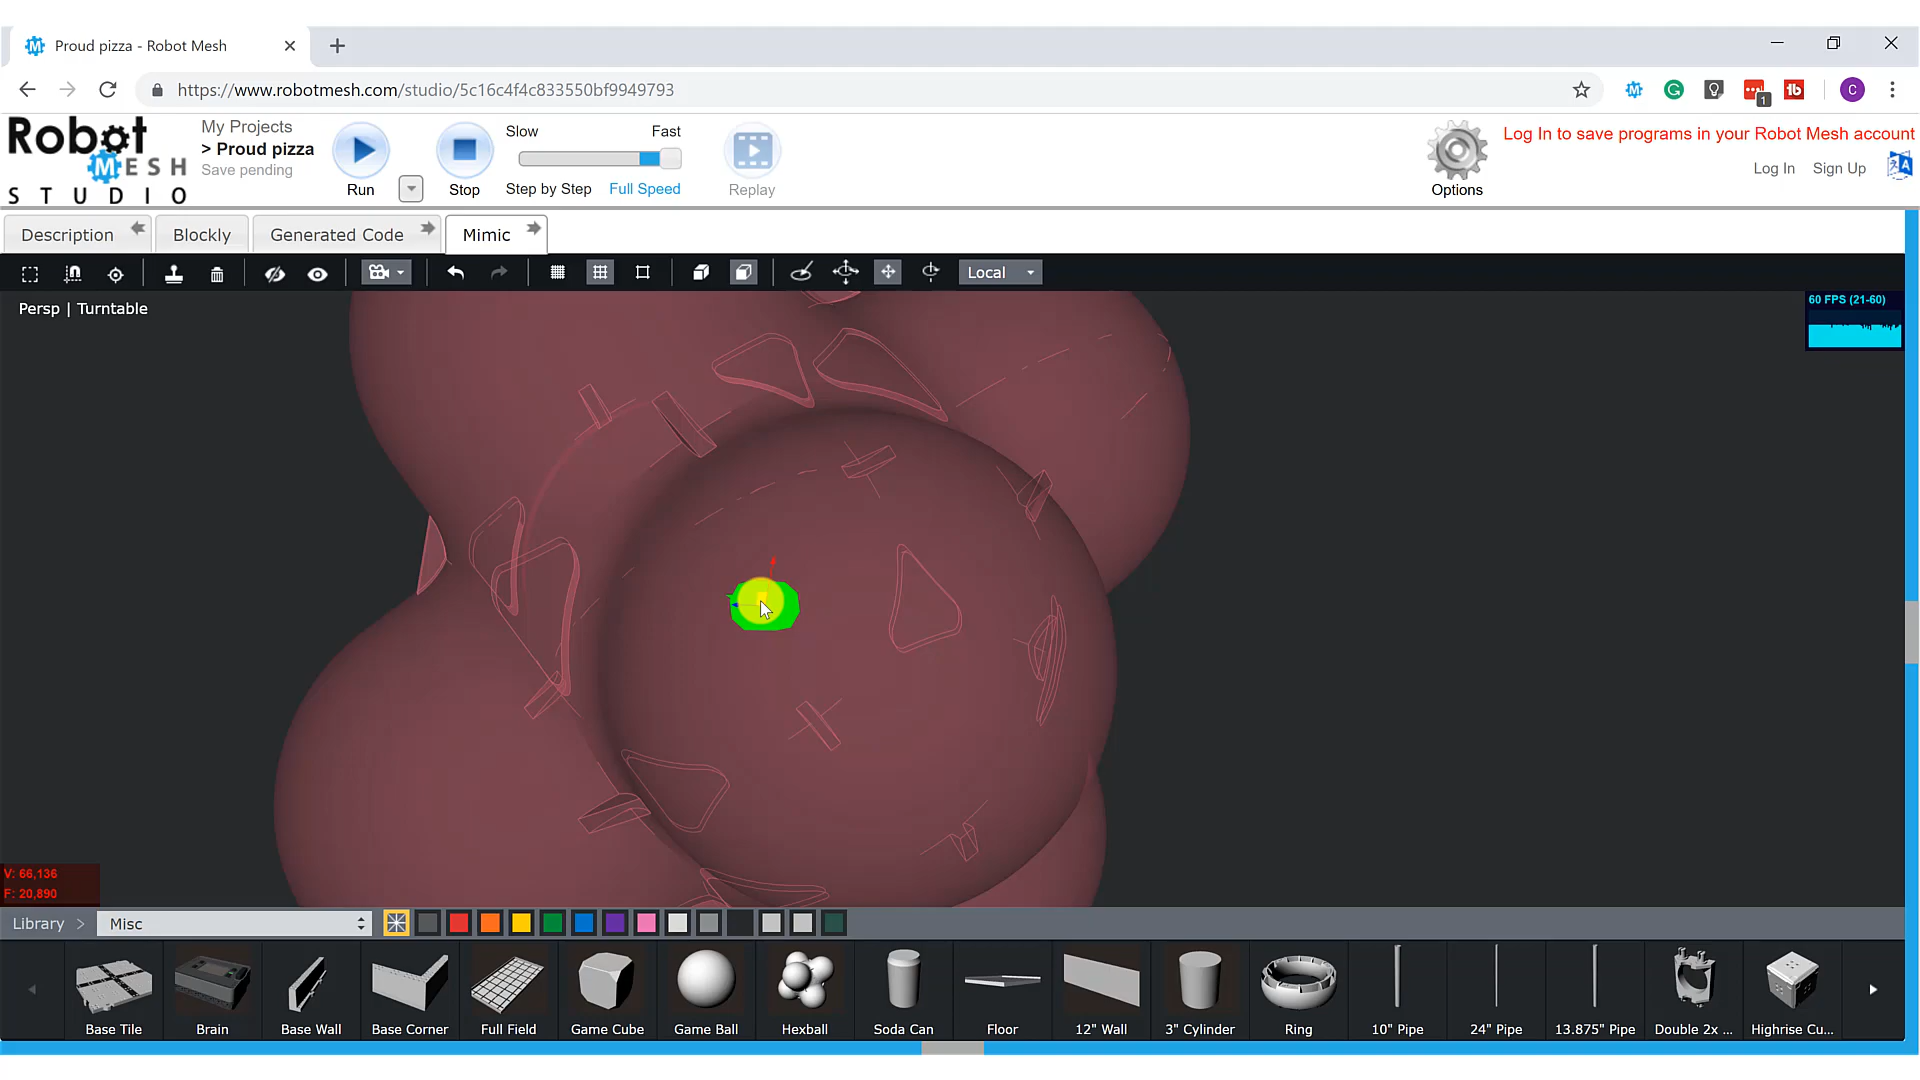 Proud pizza - Robot Mesh
https://www.robotmesh.com/studio/5c16c4f4c833550bf9949793
1
C
Robot
MESH
STUDIO
My Projects
> Proud pizza
Save pending
Run
Stop
Slow
Fast
Step by Step
Full Speed
Replay
Options
Log In to save programs in your Robot Mesh account
Log In
Sign Up
Description
Blockly
Generated Code
Mimic
Local
Persp | Turntable
60 FPS (21-60)
V: 66,136
F: 20,890
Library >
Misc
Base Tile
Brain
Base Wall
Base Corner
Full Field
Game Cube
Game Ball
Hexball
Soda Can
Floor
12" Wall
3" Cylinder
Ring
10" Pipe
24" Pipe
13.875" Pipe
Double 2x ...
Highrise Cu...